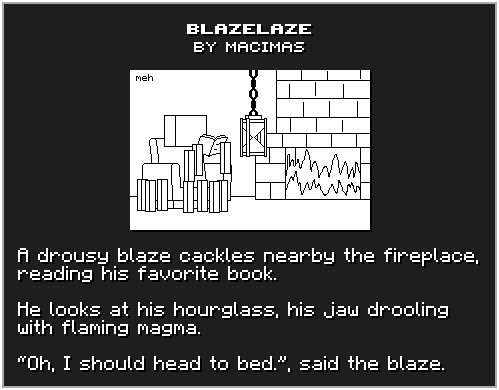 BLAZELAZE
BY MACIMAS
meh
A drousy blaze cackles nearby the fireplace,
reading his favorite book.
He looks at his hourglass, his jaw drooling
with flaming magma.
"Oh, I should head to bed.", said the blaze.